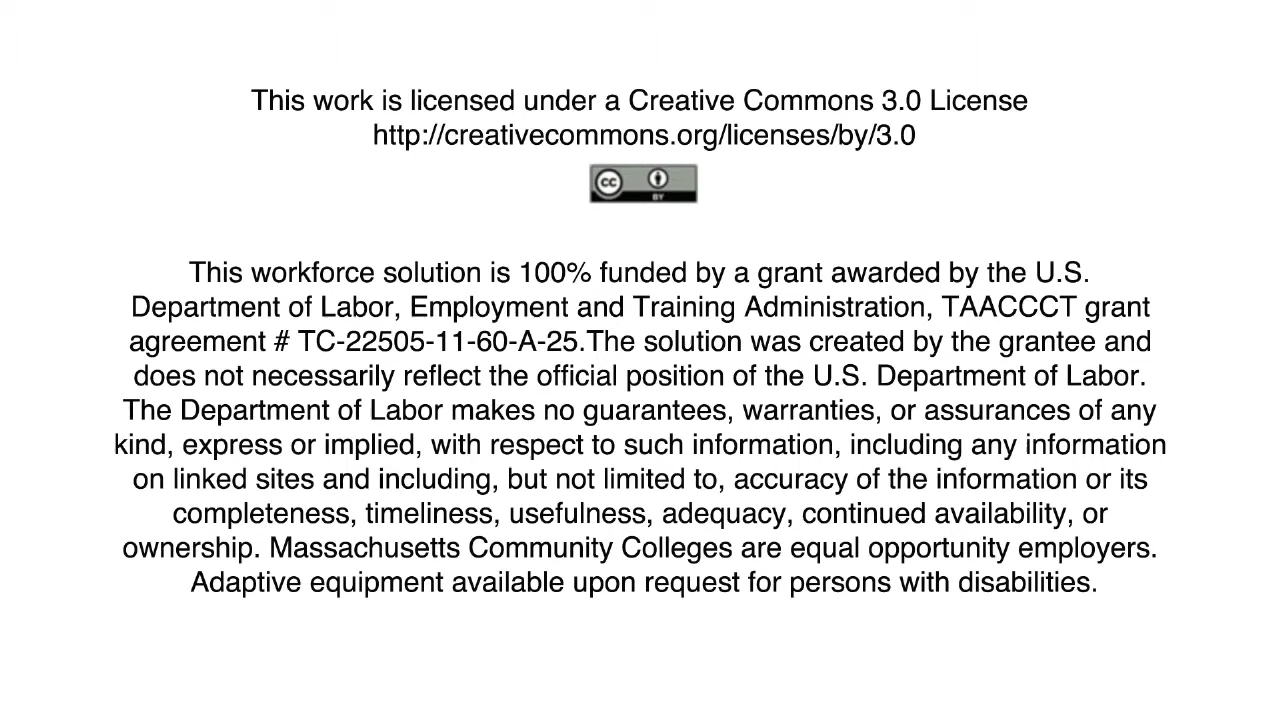 This work is licensed under a Creative Commons 3.0 License
http://creativecommons.org/licenses/by/3.0
cc
BY
This workforce solution is 100% funded by a grant awarded by the U.S.
Department of Labor, Employment and Training Administration, TAACCCT grant
agreement # TC-22505-11-60-A-25.The solution was created by the grantee and
does not necessarily reflect the official position of the U.S. Department of Labor.
The Department of Labor makes no guarantees, warranties, or assurances of any
kind, express or implied, with respect to such information, including any information
on linked sites and including, but not limited to, accuracy of the information or its
completeness, timeliness, usefulness, adequacy, continued availability, or
ownership. Massachusetts Community Colleges are equal opportunity employers.
Adaptive equipment available upon request for persons with disabilities.